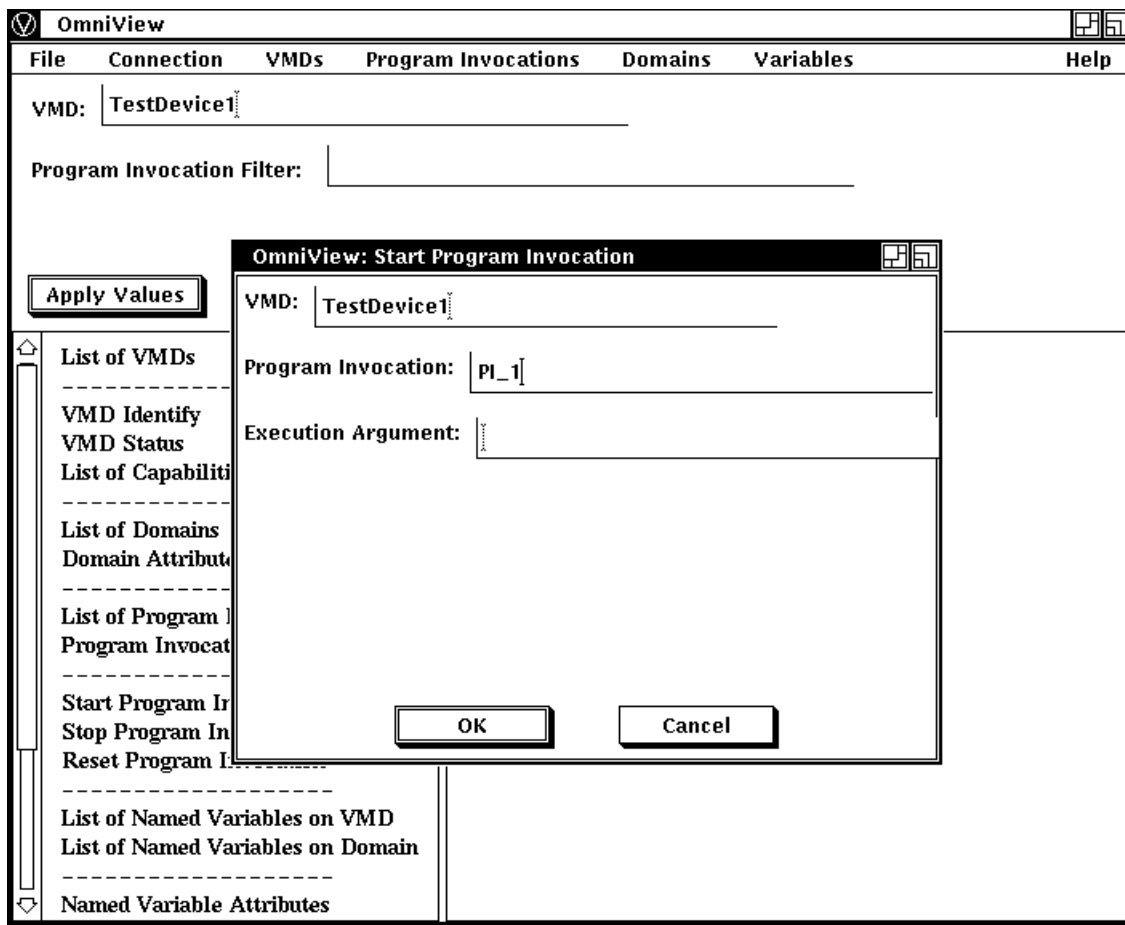 OmniView
File Connection VMDs Program Invocations Domains Variables Help
VMD: TestDevice1
Program Invocation Filter:
Apply Values
OmniView: Start Program Invocation
VMD: TestDevice1
Program Invocation: PI_1
Execution Argument:
OK Cancel
List of VMDs
VMD Identify
VMD Status
List of Capabiliti
List of Domains
Domain Attribut
List of Program
Program Invocat
Start Program
Stop Program In
Reset Program
List of Named Variables on VMD
List of Named Variables on Domain
Named Variable Attributes